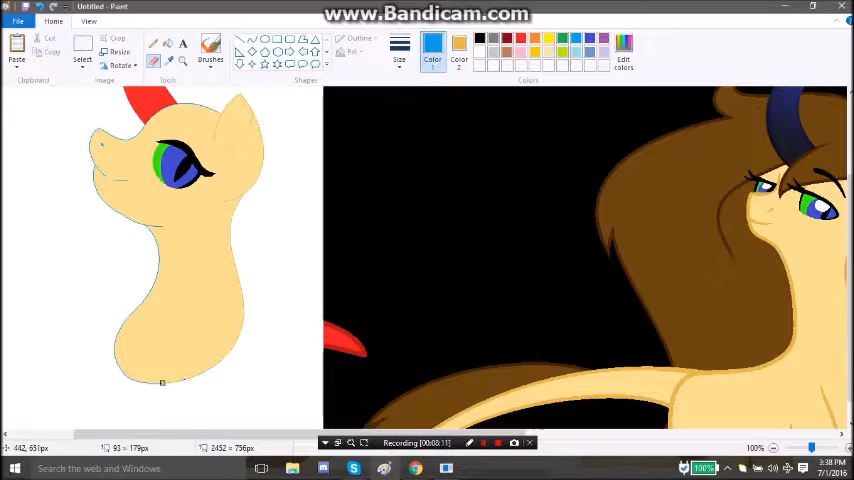 www.Bandicam.com
Untitled - Paint
File Home View
Paste
Cut
Copy
Clipboard
Select
Crop
Resize
Rotate
Image
A
Tools
Brushes
Outline
Fill
Shapes
Size
Color 1
Color 2
Edit colors
Colors
442, 651px
93 × 179px
2452 × 756px
100%
Recording [00:08:11]
Search the web and Windows
100%
3:38 PM
7/1/2016